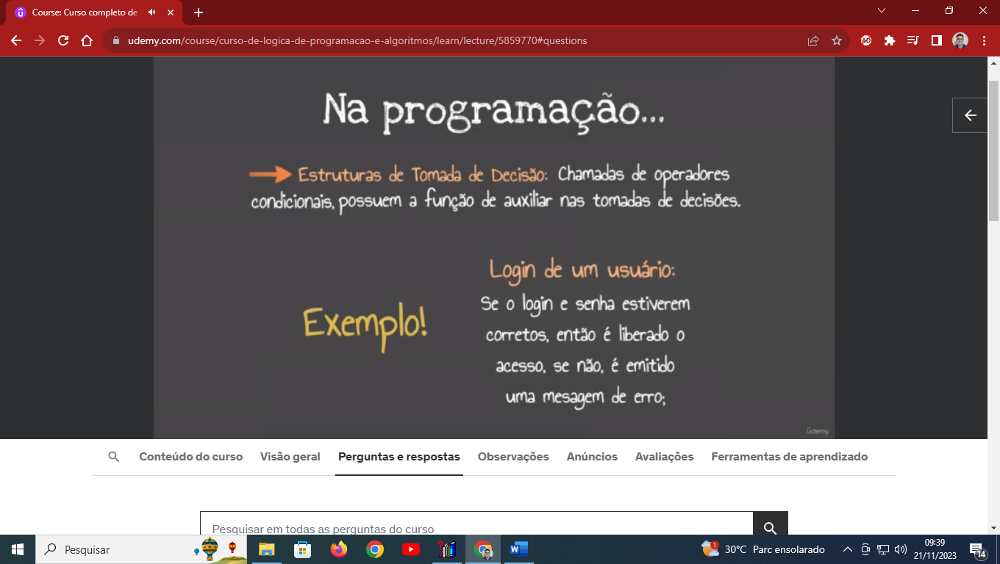 Course: Curso completo de
udemy.com/course/curso-de-logica-de-programacao-e-algoritmos/learn/lecture/5859770#questions
Na programação...
Estruturas de Tomada de Decisão: Chamadas de operadores
condicionais, possuem a função de auxiliar nas tomadas de decisões.
Exemplo!
Login de um usuário:
Se o login e senha estiverem
corretos, então é liberado o
acesso, se não, é emitido
uma mesagem de erro;
udemy
Conteúdo do curso Visão geral Perguntas e respostas Observações Anúncios Avaliações Ferramentas de aprendizado
Pesquisar em todas as perguntas do curso
Pesquisar
1
30°C Parc ensolarado
09:39
21/11/2023
14